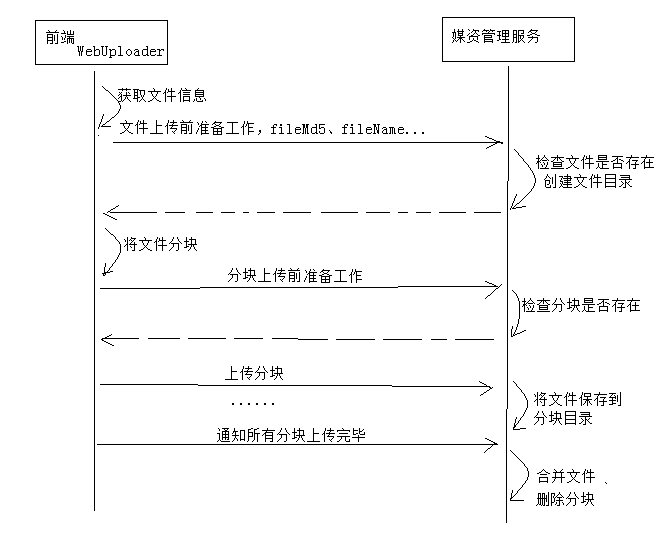 前端
WebUploader
媒资管理服务
获取文件信息
文件上传前准备工作，fileMd5、fileName...
检查文件是否存在
创建文件目录
将文件分块
分块上传前准备工作
检查分块是否存在
上传分块
......
将文件保存到
分块目录
通知所有分块上传完毕
合并文件、
删除分块